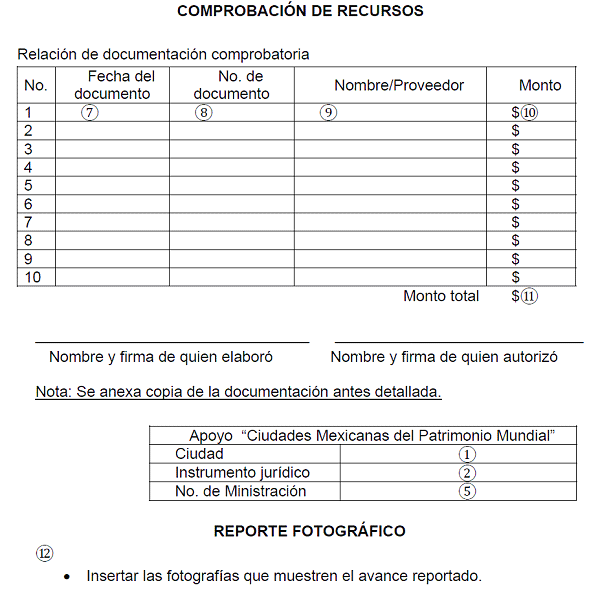 COMPROBACIÓN DE RECURSOS
Relación de documentación comprobatoria
No. Fecha del documento No. de documento Nombre/Proveedor Monto
1 ⑦ ⑧ ⑨ $⑩
2 $
3 $
4 $
5 $
6 $
7 $
8 $
9 $
10 $
Monto total $⑪
Nombre y firma de quien elaboró Nombre y firma de quien autorizó
Nota: Se anexa copia de la documentación antes detallada.
Apoyo “Ciudades Mexicanas del Patrimonio Mundial”
Ciudad ①
Instrumento jurídico ②
No. de Ministración ⑤
REPORTE FOTOGRÁFICO
⑫
• Insertar las fotografías que muestren el avance reportado.